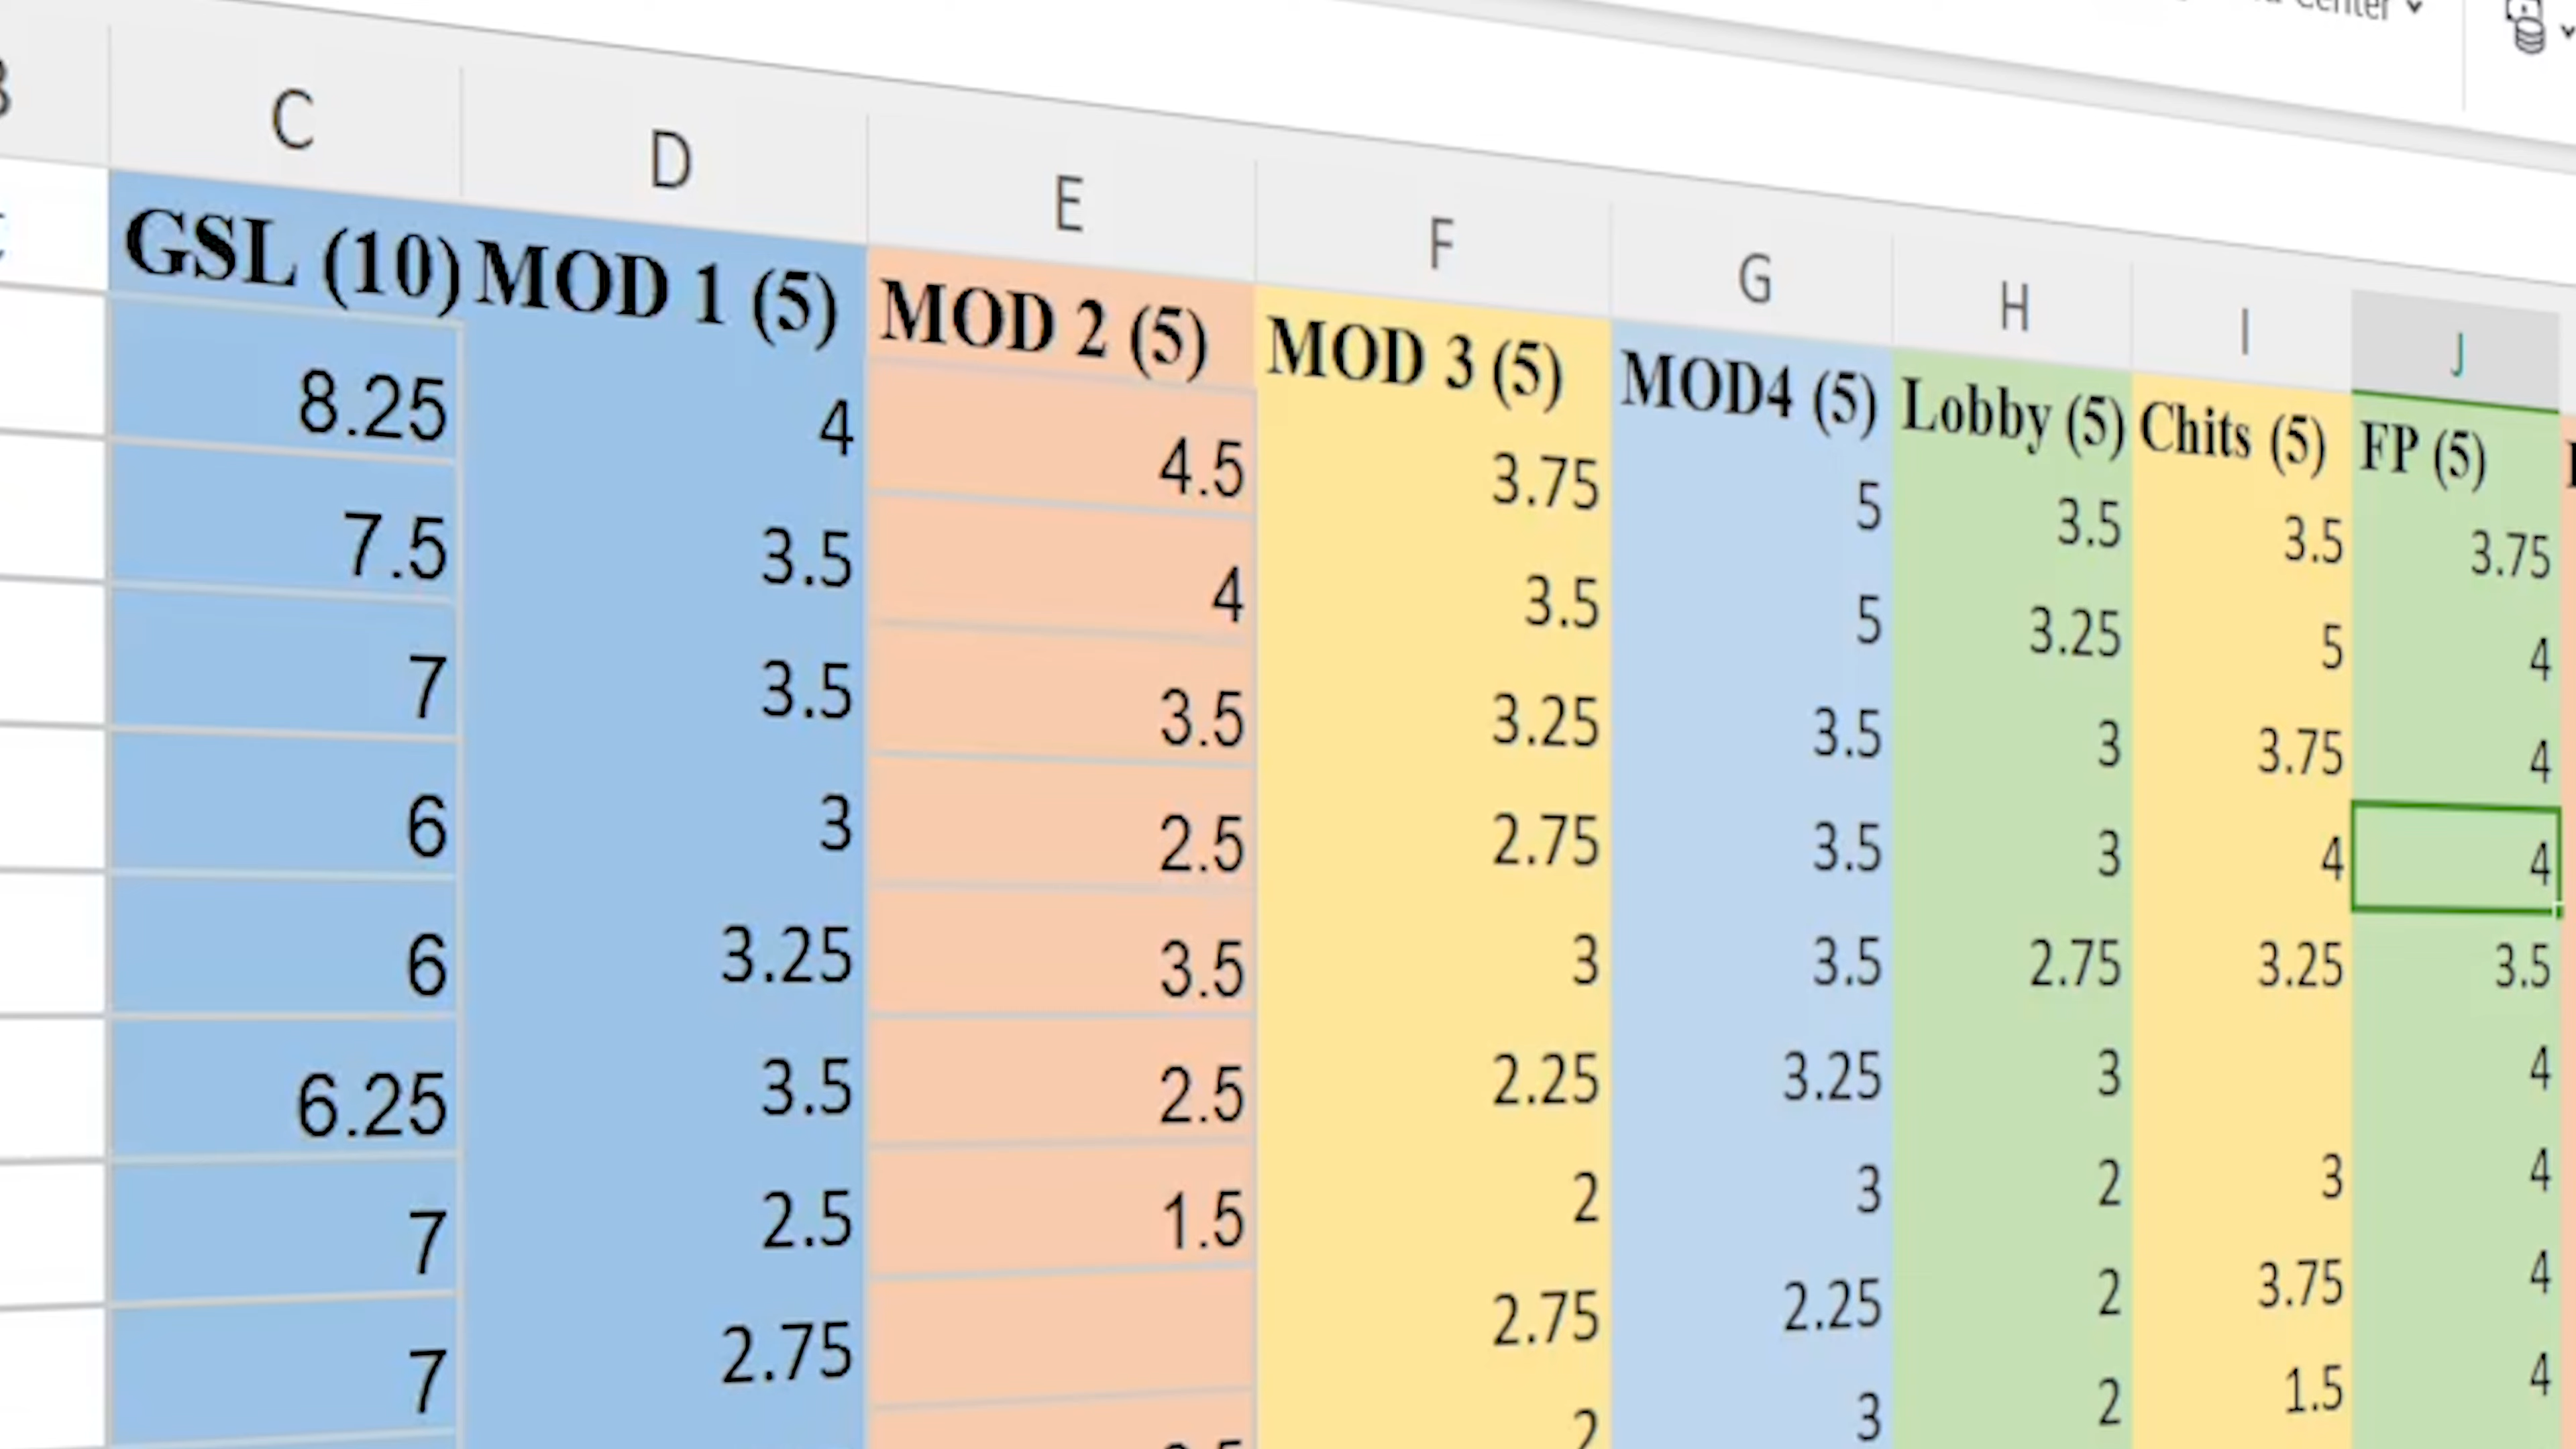 C D E F G H I J
GSL (10) MOD 1 (5) MOD 2 (5) MOD 3 (5) MOD4 (5) Lobby (5) Chits (5) FP (5)
8.25 4 4.5 3.75 5 3.5 3.5 3.75
7.5 3.5 4 3.5 5 3.25 5 4
7 3.5 3.5 3.25 3.5 3 3.75 4
6 3 2.5 2.75 3.5 3 4 4
6 3.25 3.5 3 3.5 2.75 3.25 3.5
6.25 3.5 2.5 2.25 3.25 3 4
7 2.5 1.5 2 3 2 3 4
7 2.75 2.75 2.25 2 3.75 4
2 3 2 1.5 4